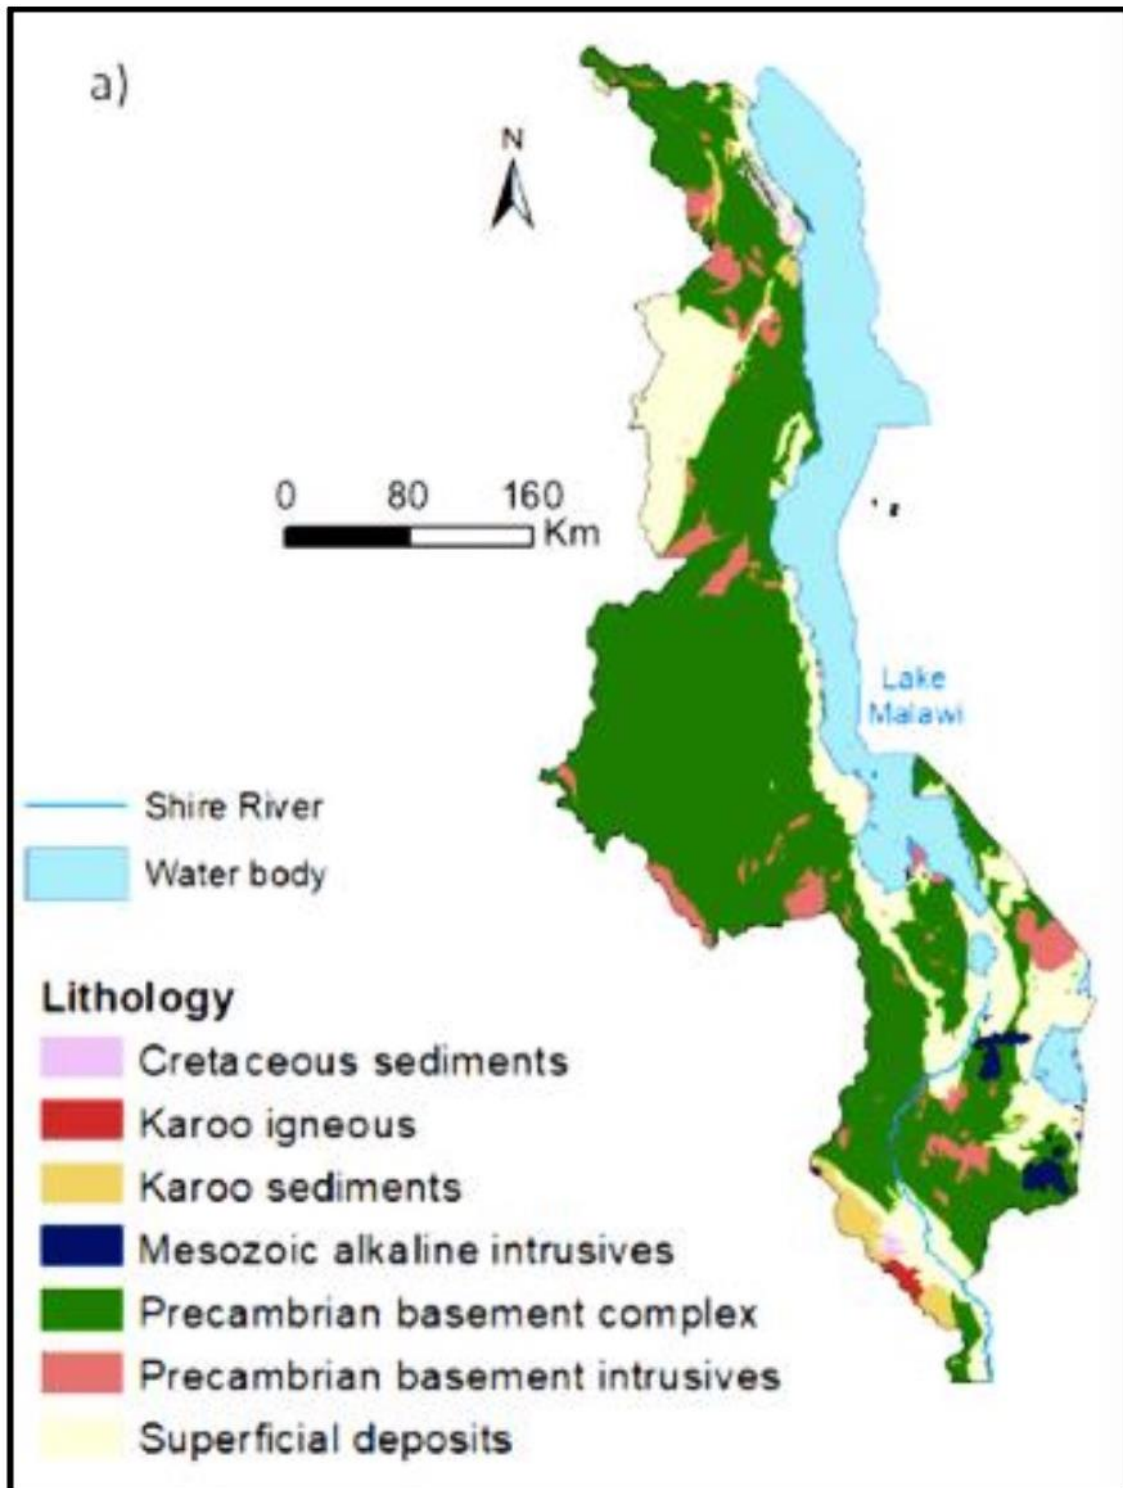 a)
N
0 80 160
Km
Lake
Malawi
Shire River
Water body
Lithology
Cretaceous sediments
Karoo igneous
Karoo sediments
Mesozoic alkaline intrusives
Precambrian basement complex
Precambrian basement intrusives
Superficial deposits